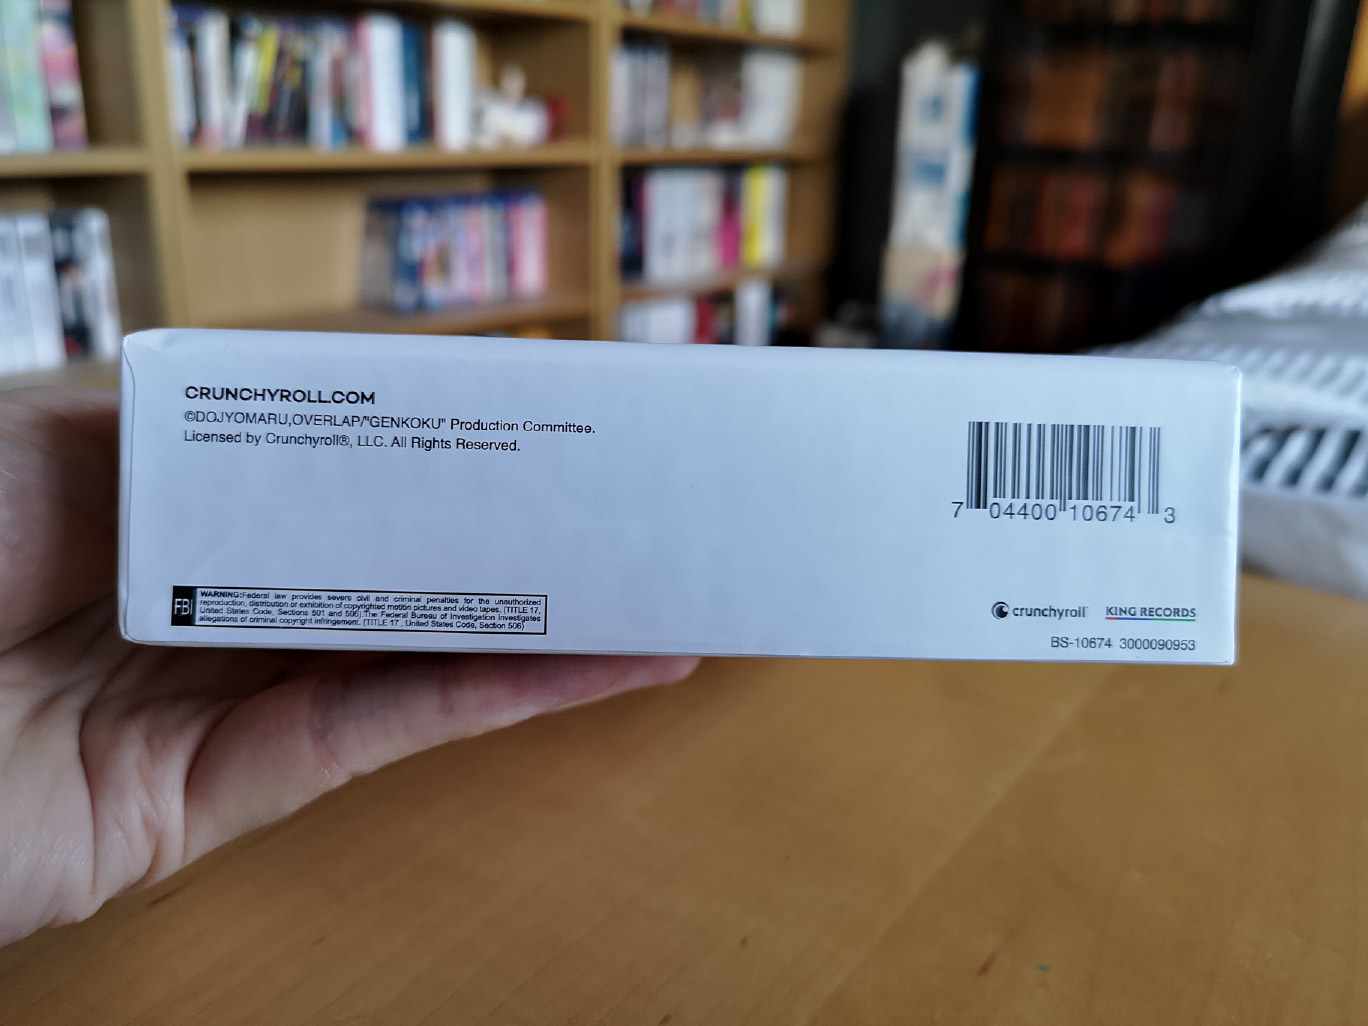 CRUNCHYROLL.COM
©DOJYOMARU,OVERLAP/"GENKOKU" Production Committee.
Licensed by Crunchyroll®, LLC. All Rights Reserved.
7 04400 10674 3
FBI
WARNING:Federal law provides severe civil and criminal penalties for the unauthorized
reproduction, distribution or exhibition of copyrighted motion pictures and video tapes. (TITLE 17,
United States Code, Sections 501 and 506).The Federal Bureau of Investigation investigates
allegations of criminal copyright infringement. (TITLE 17 , United States Code, Section 506)
crunchyroll
KING RECORDS
BS-10674 3000090953